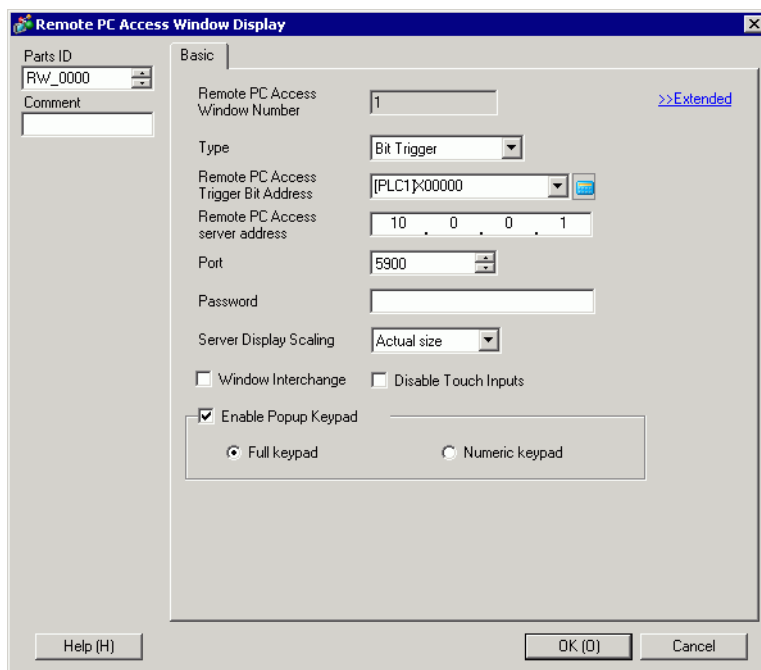 Remote PC Access Window Display
Parts ID
RW_0000
Comment
Basic
Remote PC Access
Window Number
1
>>Extended
Type
Bit Trigger
Remote PC Access
Trigger Bit Address
[PLC1]X00000
Remote PC Access
server address
10 . 0 . 0 . 1
Port
5900
Password
Server Display Scaling
Actual size
Window Interchange
Disable Touch Inputs
Enable Popup Keypad
Full keypad
Numeric keypad
Help (H)
OK (O)
Cancel